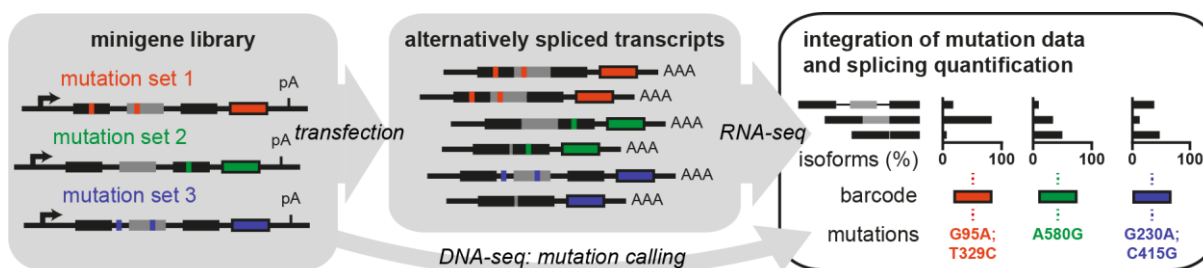 minigene library
mutation set 1
pA
mutation set 2
pA
mutation set 3
pA
transfection
alternatively spliced transcripts
AAA
AAA
AAA
AAA
AAA
AAA
RNA-seq
DNA-seq: mutation calling
integration of mutation data
and splicing quantification
isoforms (%)
0 100 0 100 0 100
barcode
mutations
G95A; A580G G230A;
T329C C415G